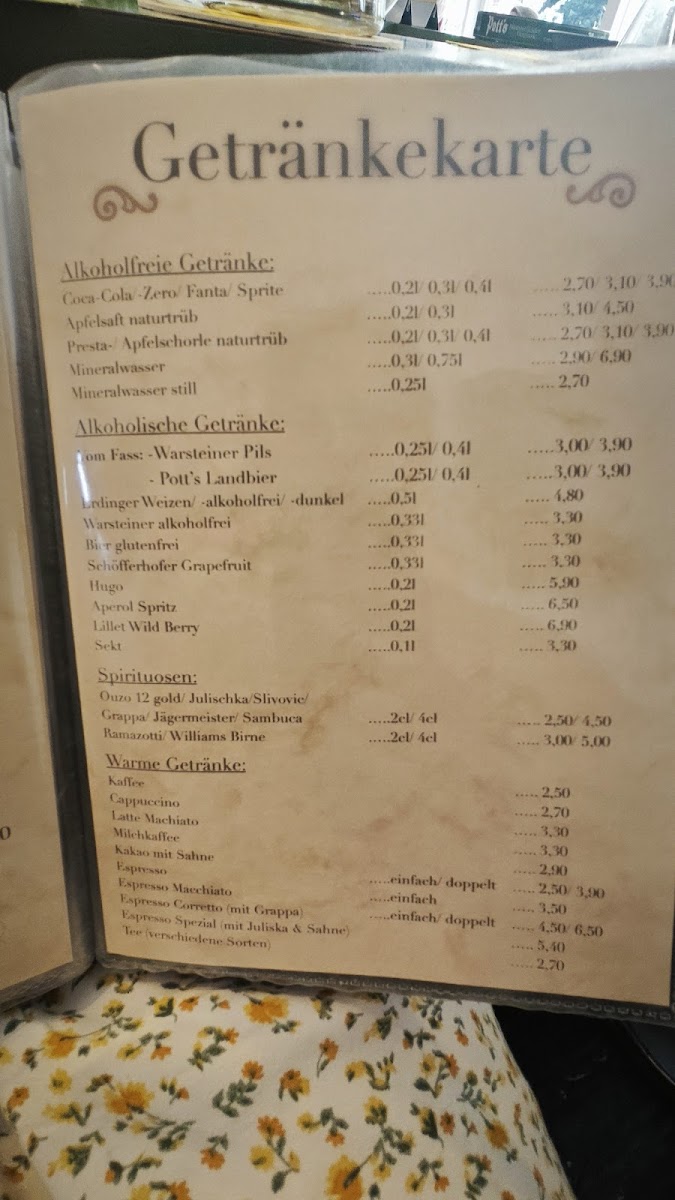 Pott's
Getränkekarte
Alkoholfreie Getränke:
Coca-Cola/ -Zero/ Fanta/ Sprite .....0,2l/ 0,3l/ 0,4l ..... 2,70/ 3,10/ 3,90
Apfelsaft naturtrüb .....0,2l/ 0,3l ..... 3,10/ 4,50
Presta-/ Apfelschorle naturtrüb .....0,2l/ 0,3l/ 0,4l ..... 2,70/ 3,10/ 3,90
Mineralwasser .....0,3l/ 0,75l ..... 2,90/ 6,90
Mineralwasser still .....0,25l ..... 2,70
Alkoholische Getränke:
Vom Fass: -Warsteiner Pils .....0,25l/ 0,4l .....3,00/ 3,90
- Pott's Landbier .....0,25l/ 0,4l .....3,00/ 3,90
Erdinger Weizen/ -alkoholfrei/ -dunkel .....0,5l ..... 4,80
Warsteiner alkoholfrei .....0,33l ..... 3,30
Bier glutenfrei .....0,33l ..... 3,30
Schöfferhofer Grapefruit .....0,33l ..... 3,30
Hugo .....0,2l ..... 5,90
Aperol Spritz .....0,2l ..... 6,50
Lillet Wild Berry .....0,2l ..... 6,90
Sekt .....0,1l ..... 3,30
Spirituosen:
Ouzo 12 gold/ Julischka/Slivovic/
Grappa/ Jägermeister/ Sambuca .....2cl/ 4cl ..... 2,50/ 4,50
Ramazotti/ Williams Birne .....2cl/ 4cl ..... 3,00/ 5,00
Warme Getränke:
Kaffee ..... 2,50
Cappuccino ..... 2,70
Latte Machiato ..... 3,30
Milchkaffee ..... 3,30
Kakao mit Sahne ..... 2,90
Espresso .....einfach/ doppelt ..... 2,50/ 3,90
Espresso Macchiato .....einfach ..... 3,50
Espresso Corretto (mit Grappa) .....einfach/ doppelt ..... 4,50/ 6,50
Espresso Spezial (mit Juliska & Sahne) ..... 5,40
Tee (verschiedene Sorten) ..... 2,70